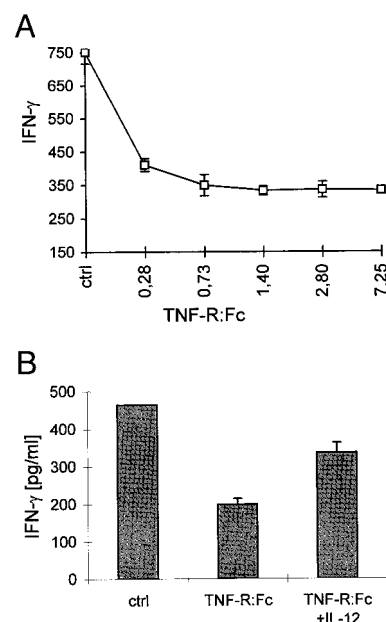 A
750
650
550
450
350
250
150
IFN-γ
ctrl
0,28
0,73
1,40
2,80
7,25
TNF-R:Fc
B
500
400
300
200
100
0
IFN-γ [pg/ml]
ctrl
TNF-R:Fc
TNF-R:Fc
+IL-12